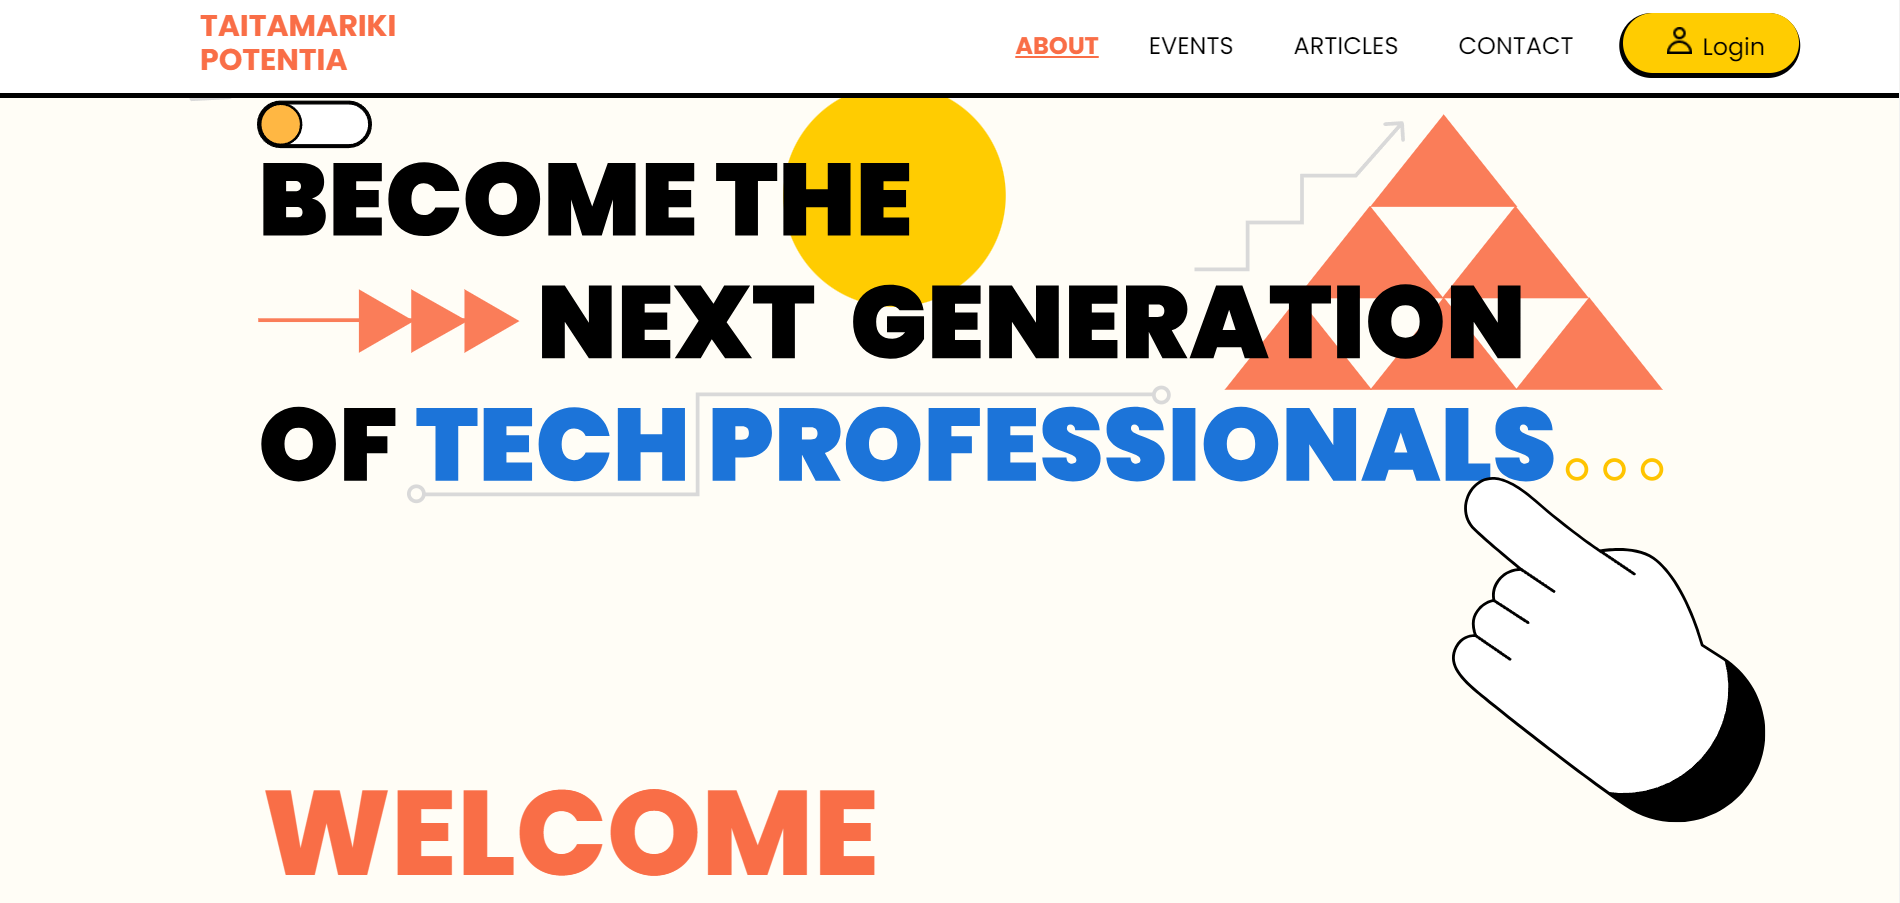 TAITAMARIKI
POTENTIA
ABOUT EVENTS ARTICLES CONTACT Login
BECOME THE
NEXT GENERATION
OF TECH PROFESSIONALS
WELCOME